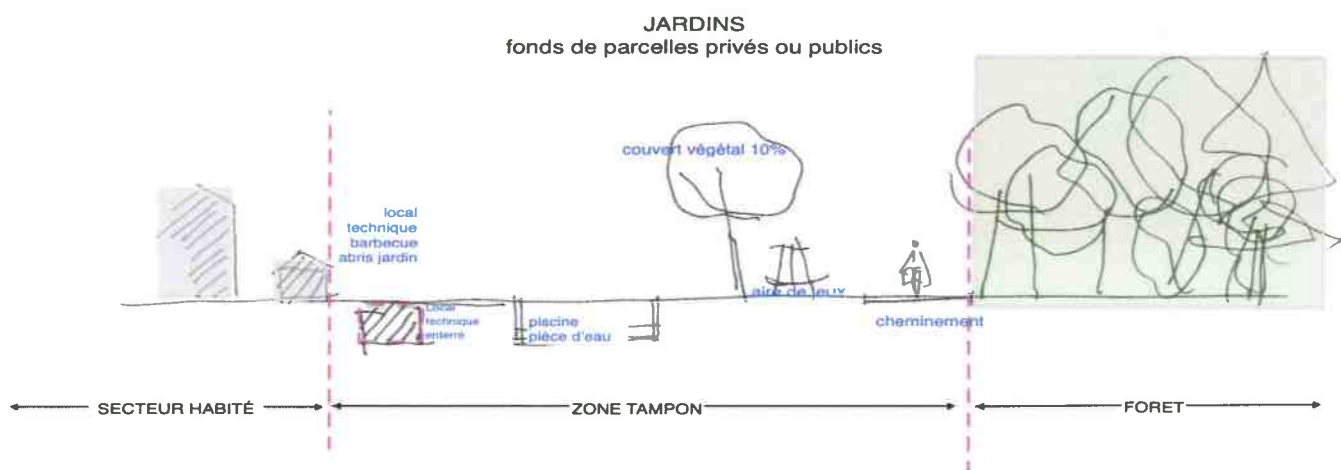 JARDINS
fonds de parcelles privés ou publics
couvert végétal 10%
local
technique
barbecue
abris jardin
Local
technique
enterré
piscine
pièce d'eau
aire de jeux
cheminement
SECTEUR HABITÉ
ZONE TAMPON
FORET